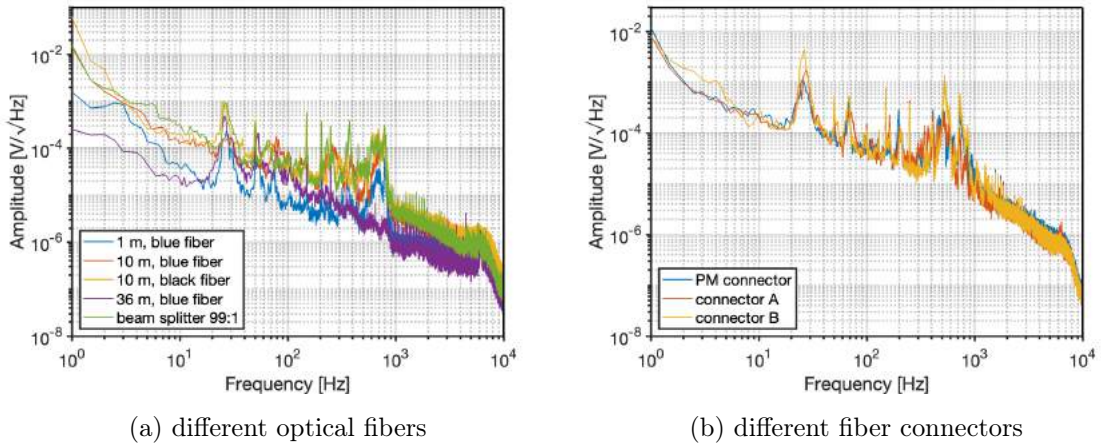 10^-2
10^-4
10^-6
10^-8
Amplitude [V/√Hz]
1 m, blue fiber
10 m, blue fiber
10 m, black fiber
36 m, blue fiber
beam splitter 99:1
10^0 10^1 10^2 10^3 10^4
Frequency [Hz]
(a) different optical fibers
10^-2
10^-4
10^-6
10^-8
Amplitude [V/√Hz]
PM connector
connector A
connector B
10^0 10^1 10^2 10^3 10^4
Frequency [Hz]
(b) different fiber connectors